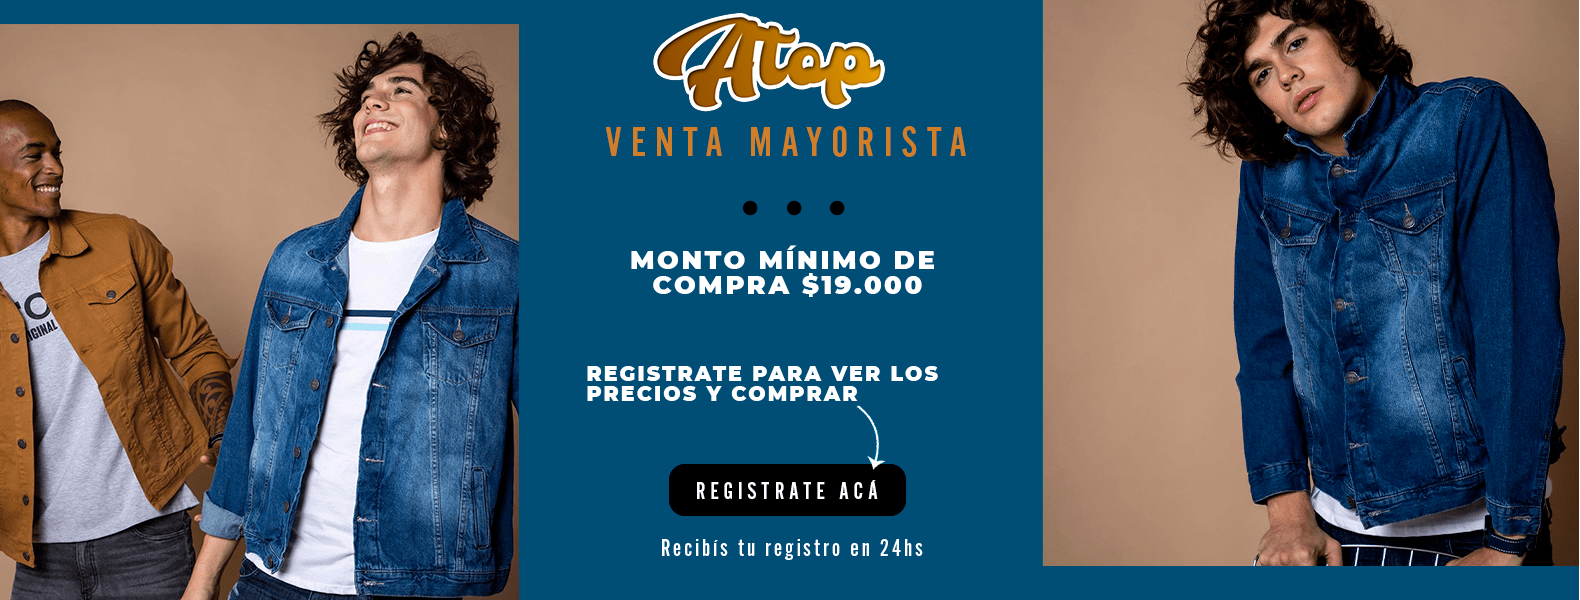 Atop
VENTA MAYORISTA
MONTO MÍNIMO DE
COMPRA $19.000
REGISTRATE PARA VER LOS
PRECIOS Y COMPRAR
REGISTRATE ACÁ
Recibís tu registro en 24hs